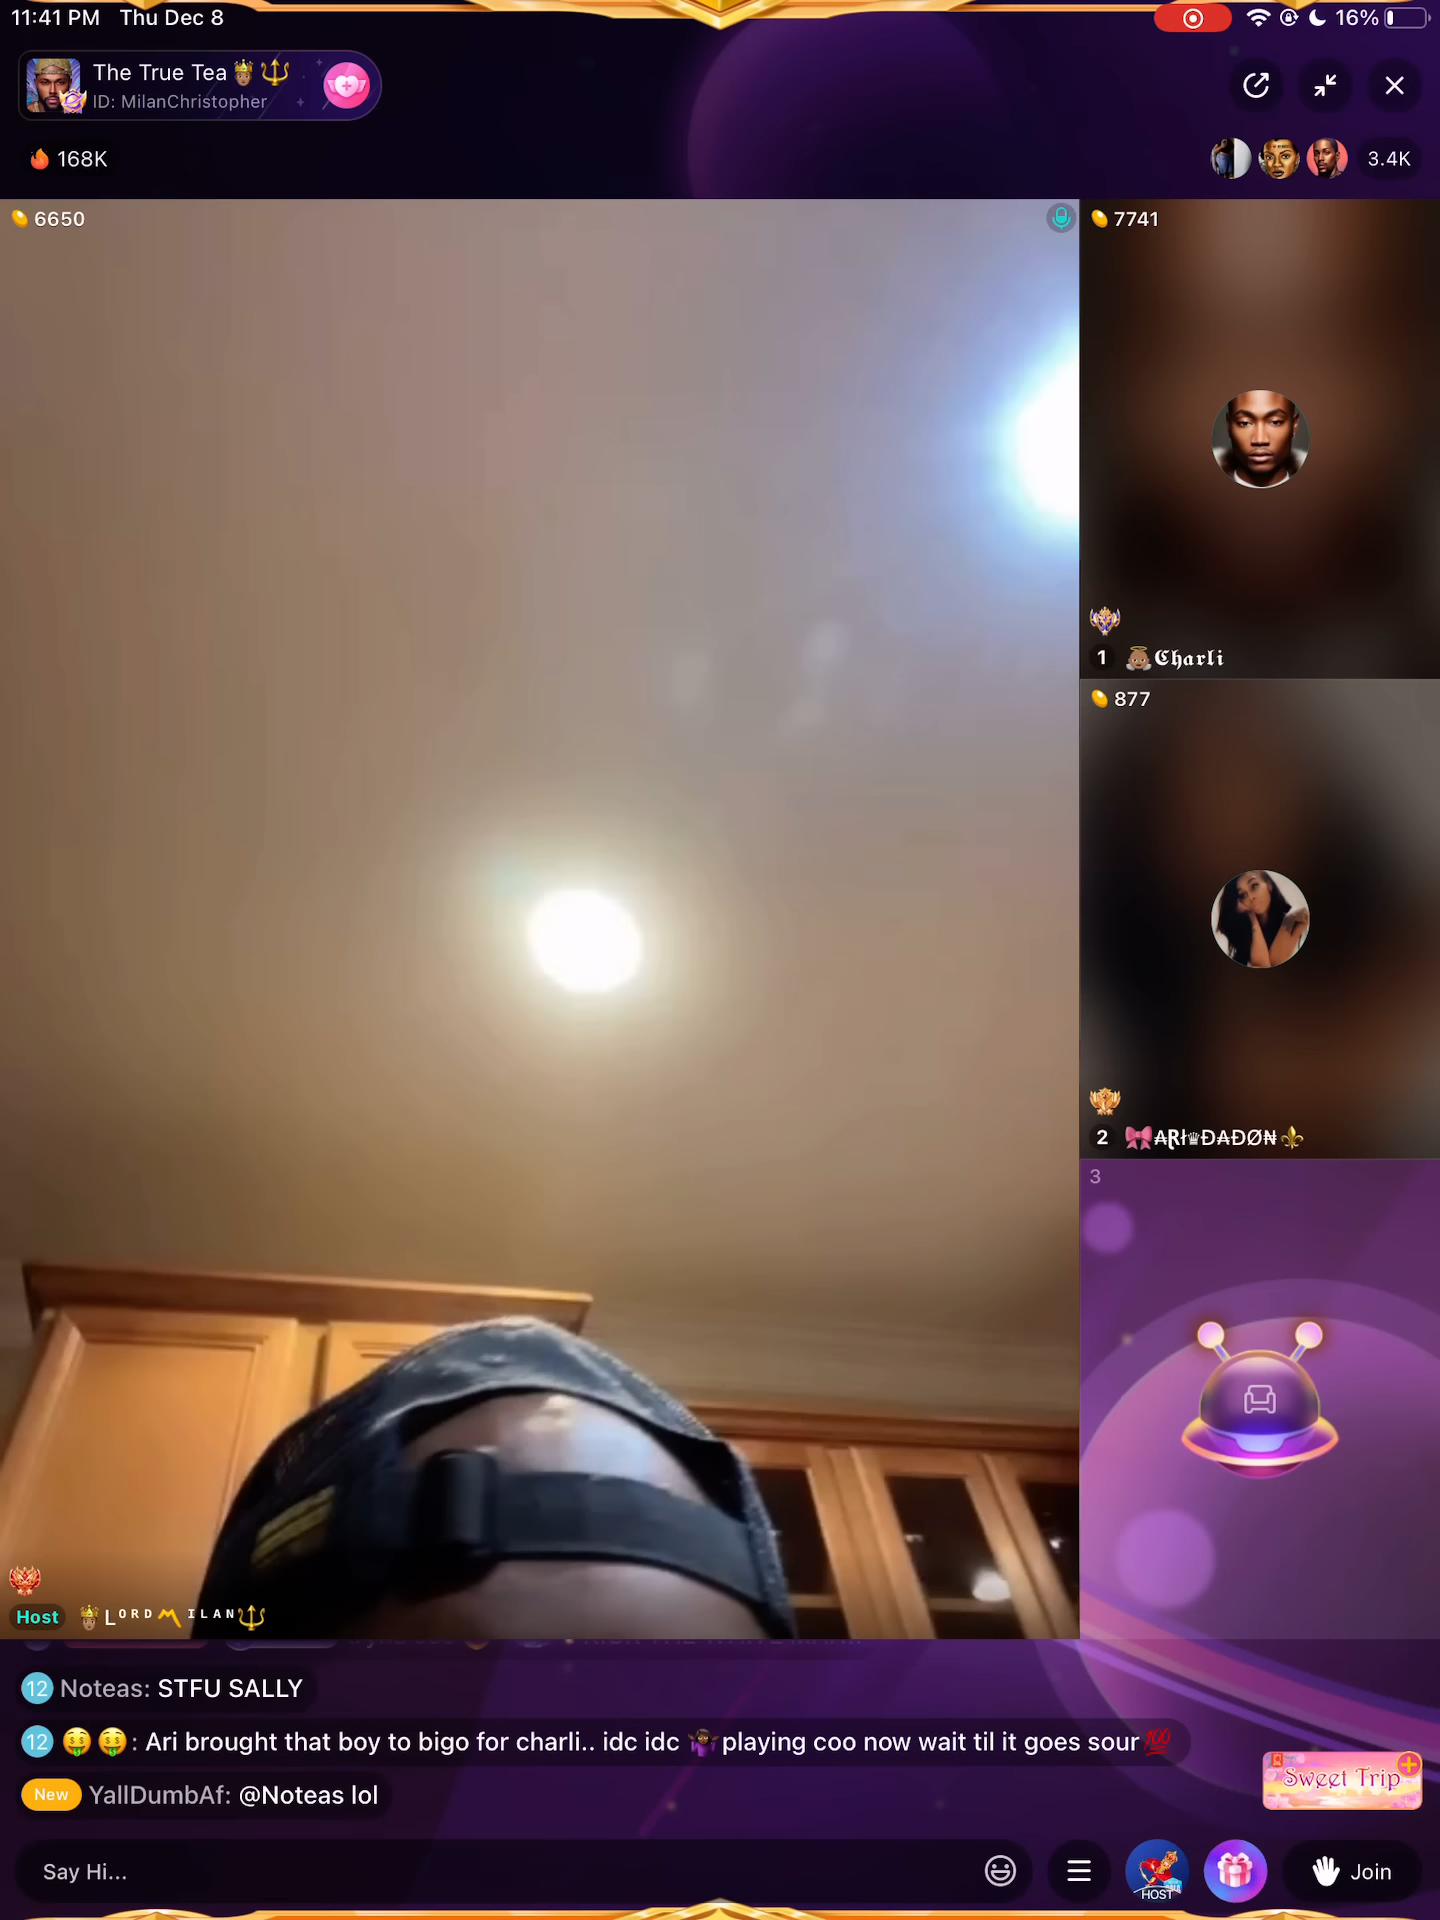 11:41 PM Thu Dec 8
16%
The True Tea🤴🏽🔱
ID: MilanChristopher
🔥 168K
3.4K
6650
7741
1 👼🏽𝕮𝖍𝖆𝖗𝖑𝖎
877
2 🎀₳ⱤƗ♛Đ₳ĐØ₦⚜️
3
Host 🤴🏽Lᴼᴿᴰ〽️ᴵᴸᴬᴺ🔱
12 Noteas: STFU SALLY
12 🤑 🤑 : Ari brought that boy to bigo for charli.. idc idc 🤷🏿‍♀️playing coo now wait til it goes sour💯
New YallDumbAf: @Noteas lol
Sweet Trip
Say Hi...
HOST
Join